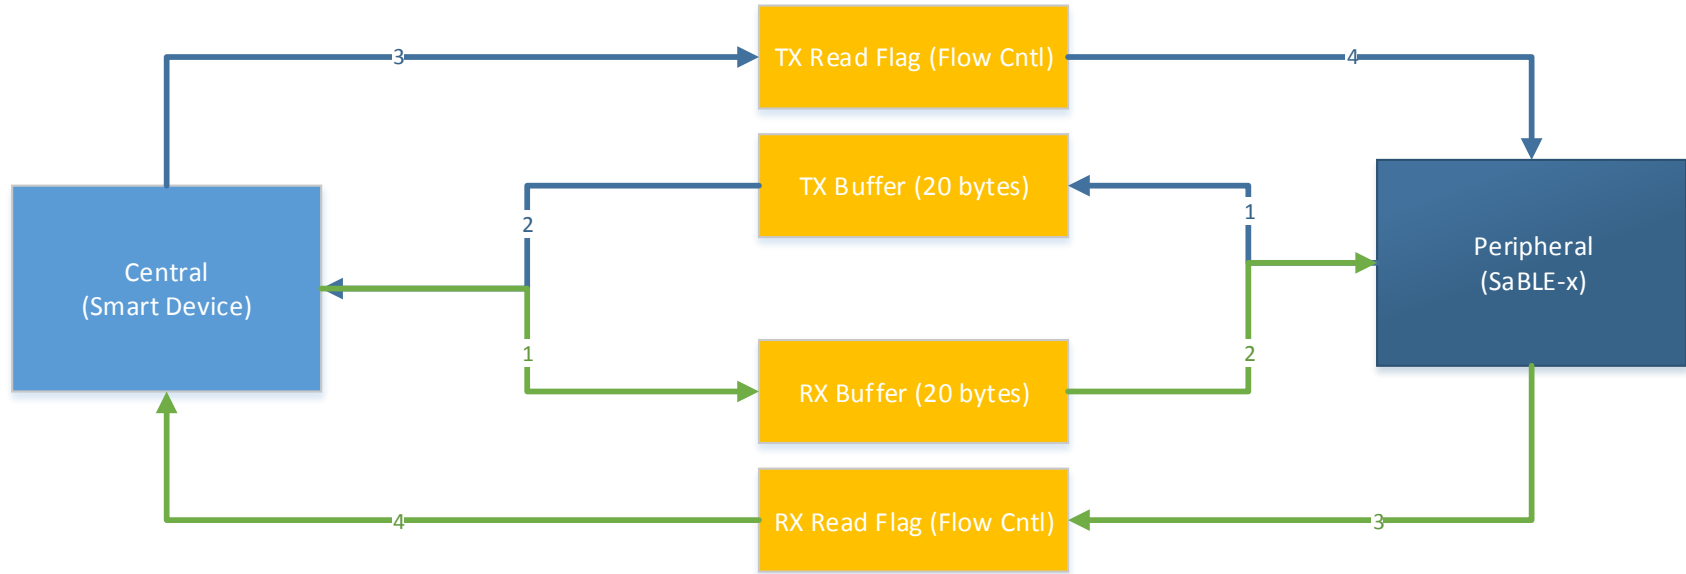 3
TX Read Flag (Flow Cntl)
4
TX Buffer (20 bytes)
2
1
Central
(Smart Device)
Peripheral
(SaBLE-x)
1
2
RX Buffer (20 bytes)
4
RX Read Flag (Flow Cntl)
3